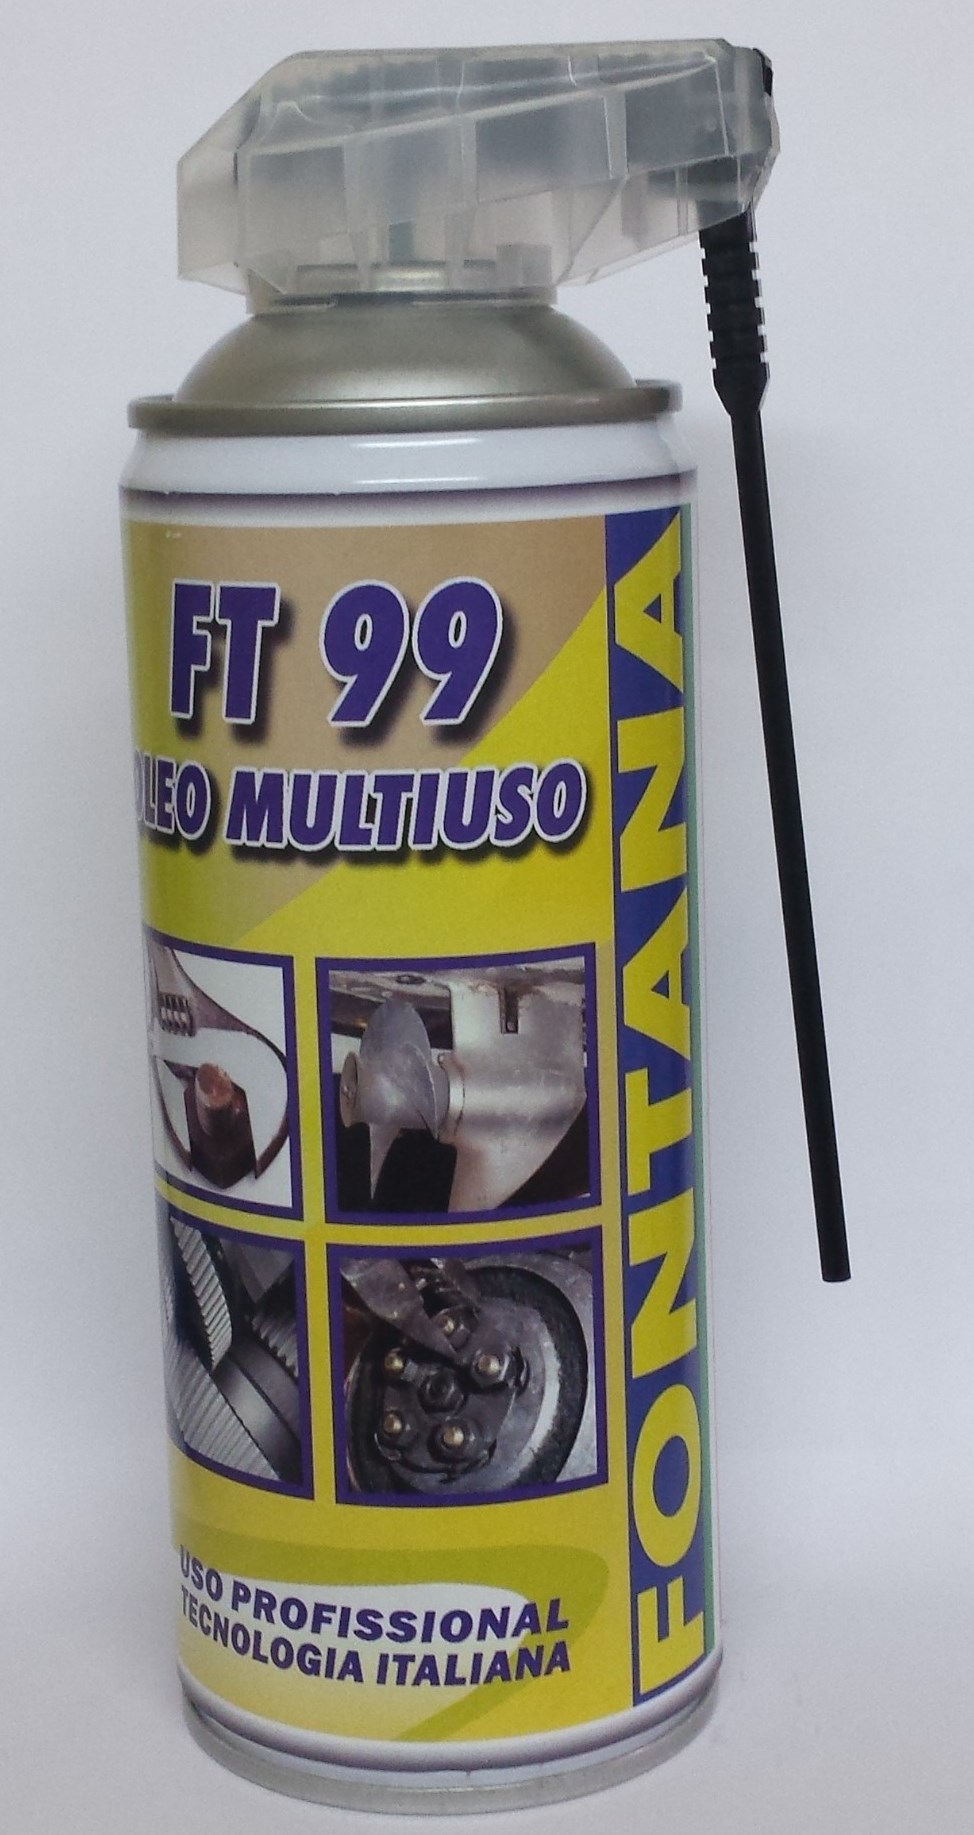 FT 99
OLEO MULTIUSO
FONTANA
USO PROFISSIONAL
TECNOLOGIA ITALIANA